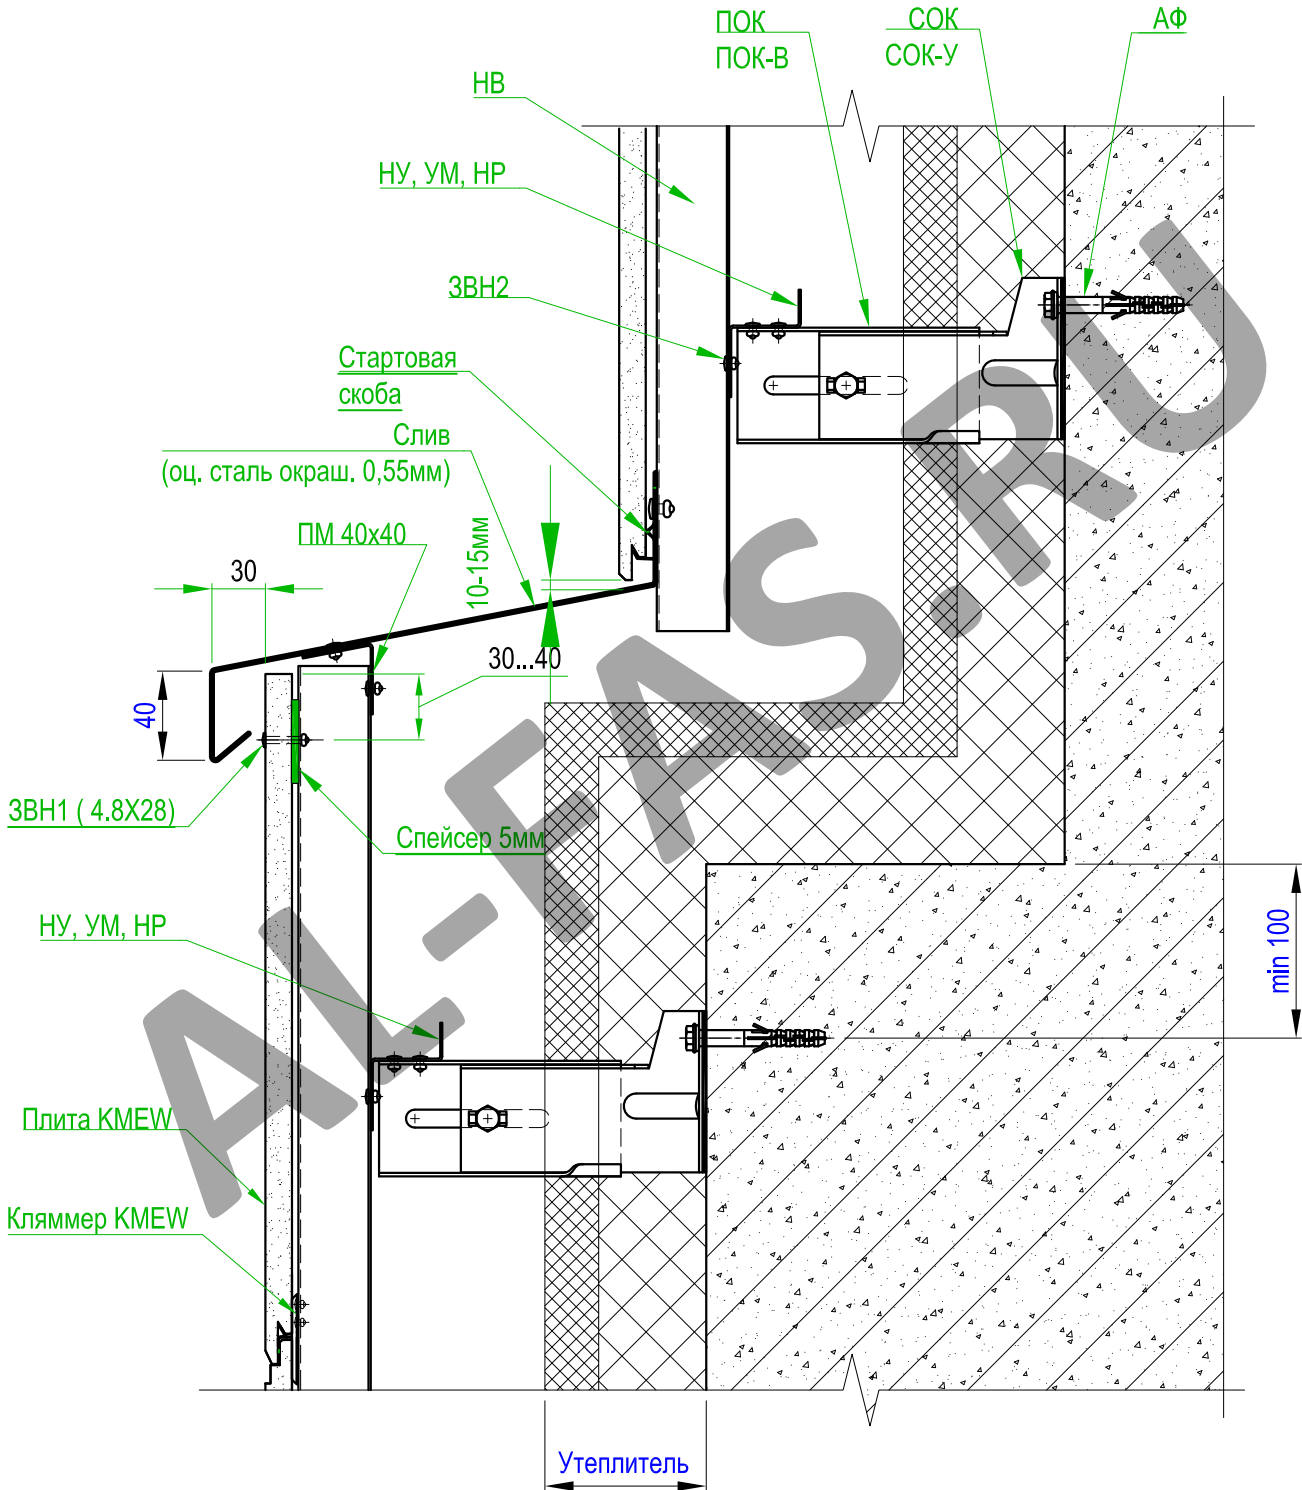 ПОК
ПОК-В
СОК
СОК-У
АФ
НВ
НУ, УМ, НР
ЗВН2
Стартовая
скоба
Слив
(оц. сталь окраш. 0,55мм)
ПМ 40х40
10-15мм
30
30...40
40
ЗВН1 ( 4.8Х28)
Спейсер 5мм
НУ, УМ, НР
min 100
Плита KMEW
Кляммер KMEW
Утеплитель
AL-FAS.RU